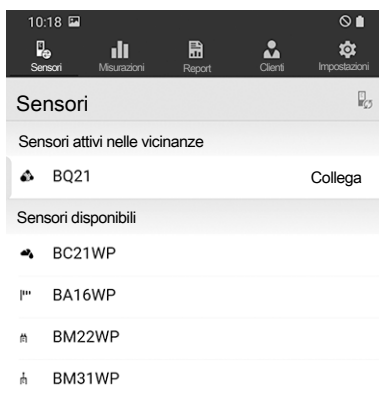 10:18
Sensori Misurazioni Report Clienti Impostazioni
Sensori
Sensori attivi nelle vicinanze
BQ21 Collega
Sensori disponibili
BC21WP
BA16WP
BM22WP
BM31WP